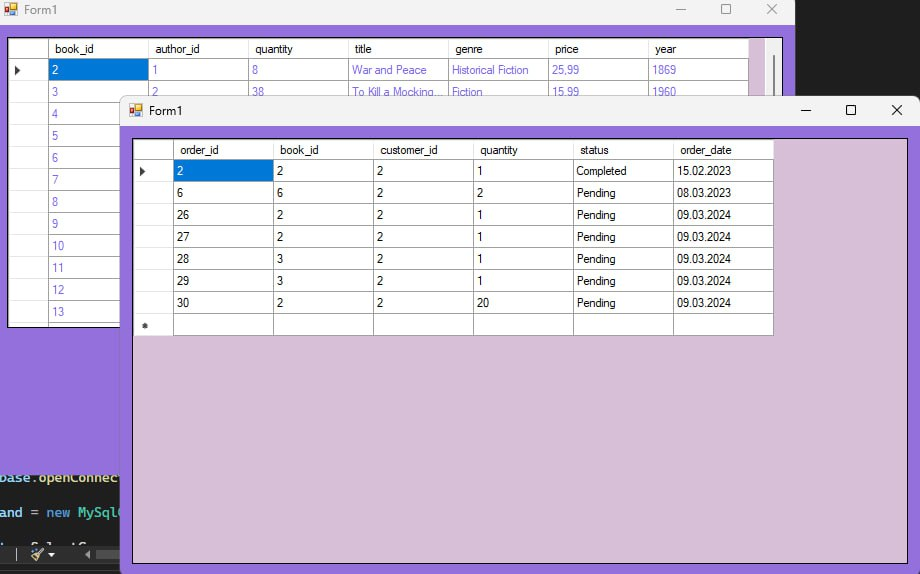 Form1
book_id author_id quantity title genre price year
2 1 8 War and Peace Historical Fiction 25,99 1869
3 2 38 To Kill a Mocking... Fiction 15,99 1960
4
5
6
7
8
9
10
11
12
13
Form1
order_id book_id customer_id quantity status order_date
2 2 2 1 Completed 15.02.2023
6 6 2 2 Pending 08.03.2023
26 2 2 1 Pending 09.03.2024
27 2 2 1 Pending 09.03.2024
28 3 2 1 Pending 09.03.2024
29 3 2 1 Pending 09.03.2024
30 2 2 20 Pending 09.03.2024
base.openConnec
and = new MySql